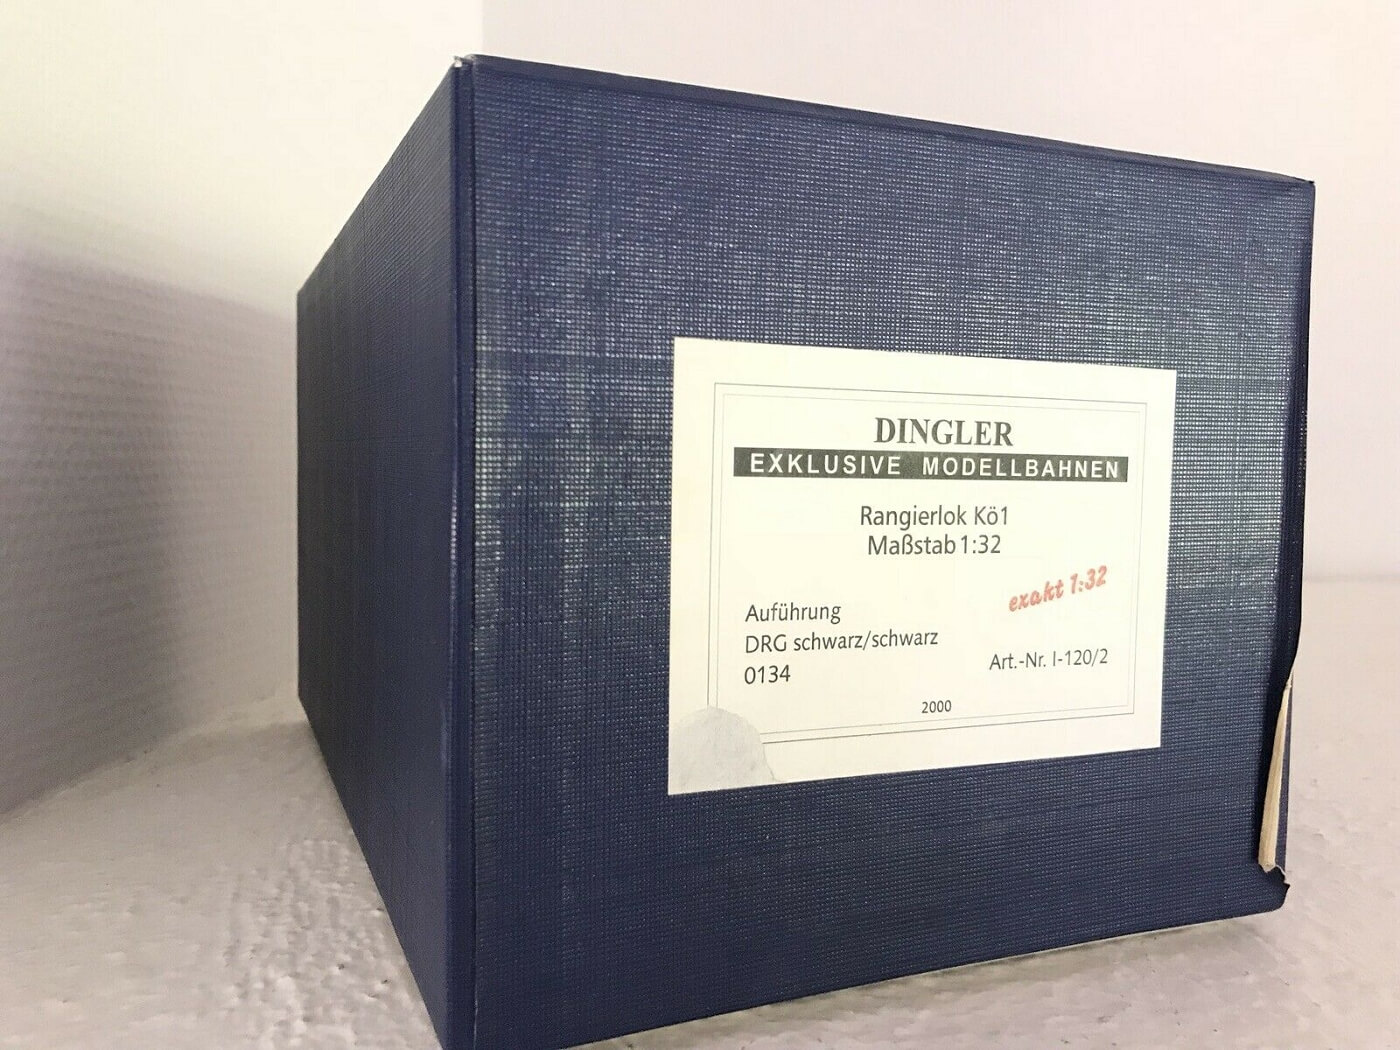 DINGLER
EXKLUSIVE MODELLBAHNEN
Rangierlok Kö1
Maßstab 1:32
exakt 1:32
Auführung
DRG schwarz/schwarz
0134
Art.-Nr. I-120/2
2000